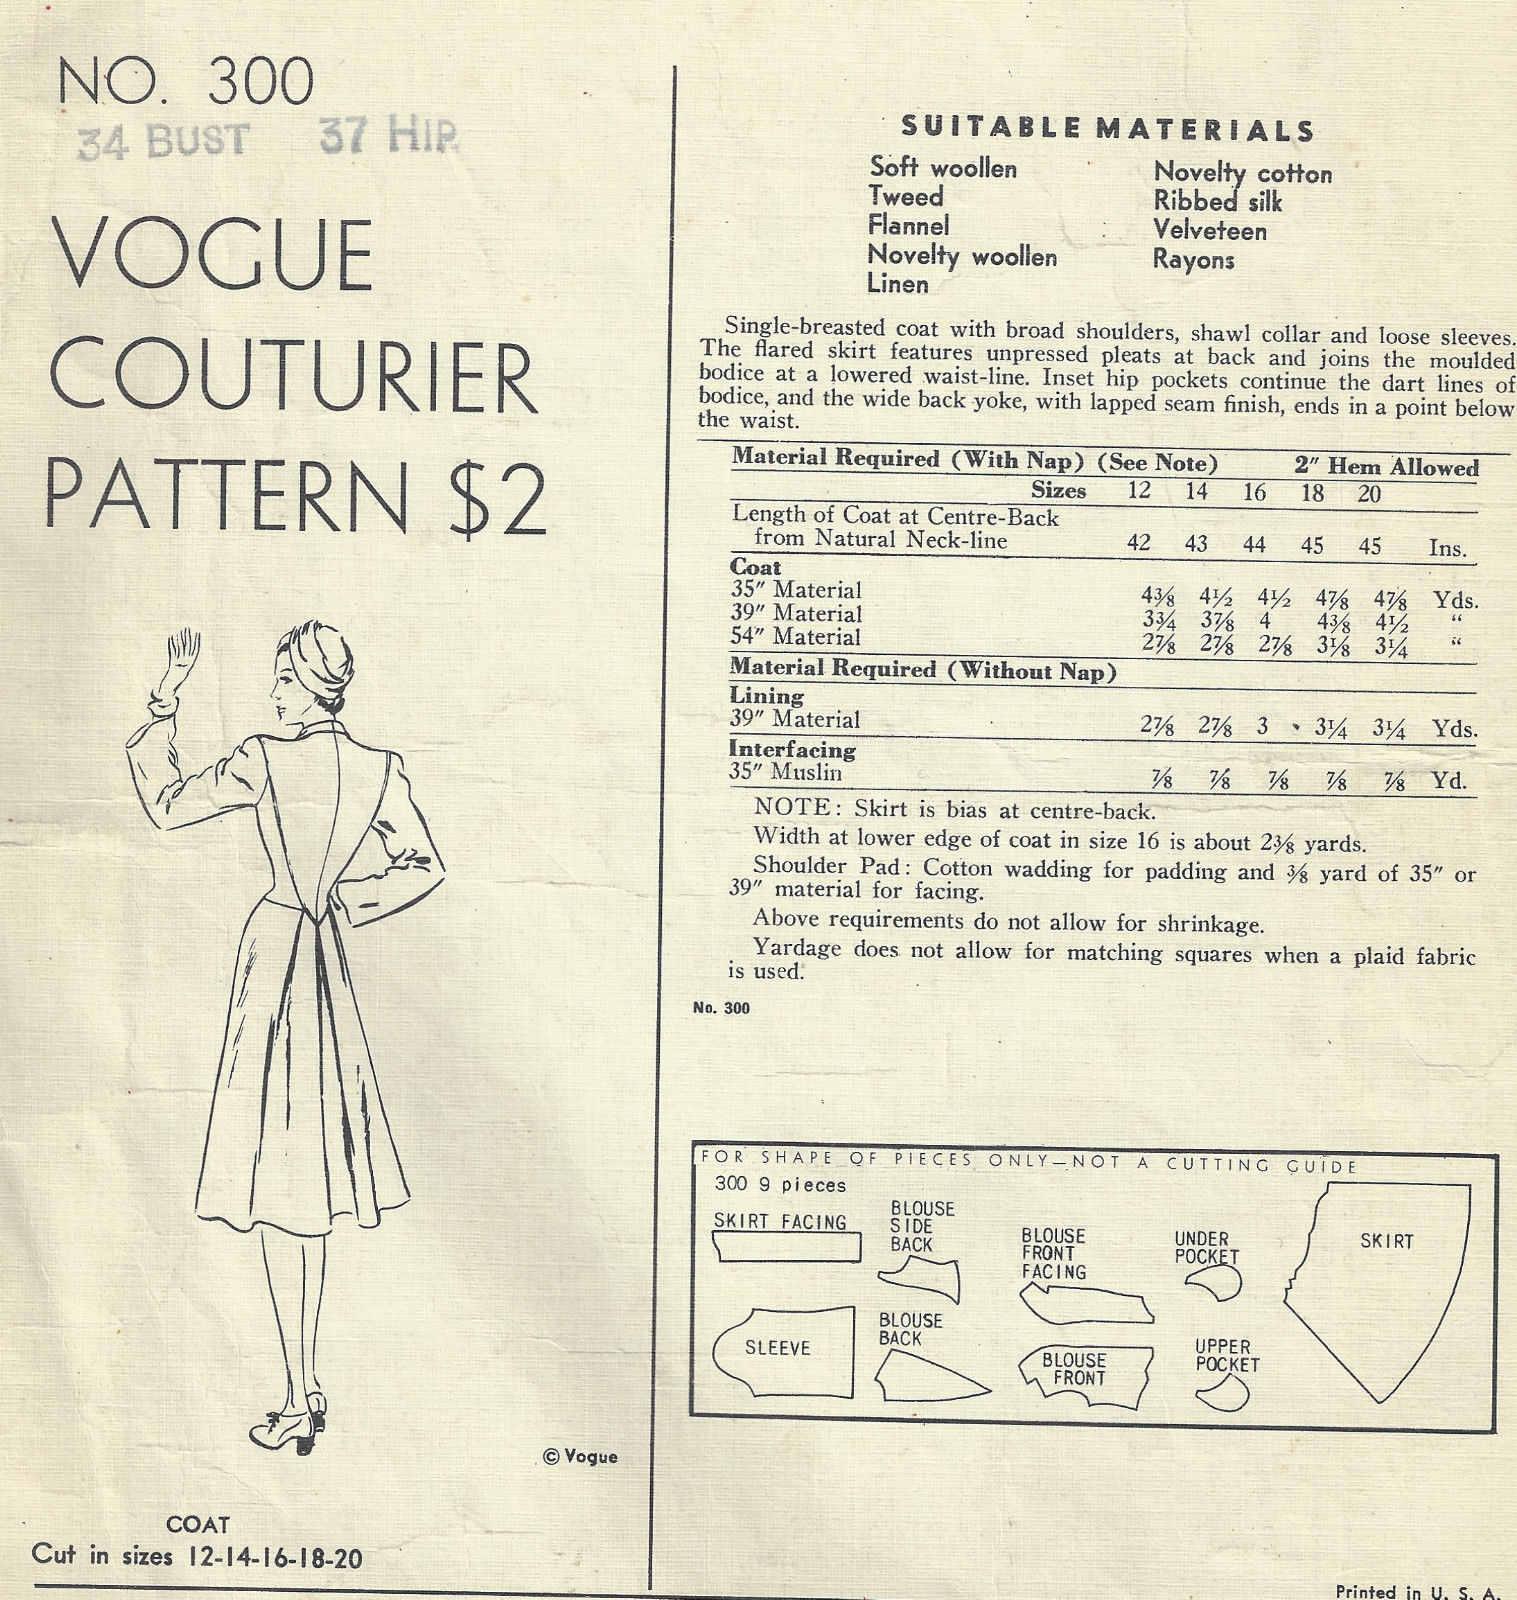 NO. 300
34 BUST 37 HIP
VOGUE
COUTURIER
PATTERN $2
© Vogue
COAT
Cut in sizes 12-14-16-18-20
SUITABLE MATERIALS
Soft woollen Novelty cotton
Tweed Ribbed silk
Flannel Velveteen
Novelty woollen Rayons
Linen
Single-breasted coat with broad shoulders, shawl collar and loose sleeves.
The flared skirt features unpressed pleats at back and joins the moulded
bodice at a lowered waist-line. Inset hip pockets continue the dart lines of
bodice, and the wide back yoke, with lapped seam finish, ends in a point below
the waist.
Material Required (With Nap) (See Note) 2″ Hem Allowed
Sizes 12 14 16 18 20
Length of Coat at Centre-Back
from Natural Neck-line 42 43 44 45 45 Ins.
Coat
35″ Material 4⅜ 4½ 4½ 4⅞ 4⅞ Yds.
39″ Material 3¾ 3⅞ 4 4⅜ 4½ “
54″ Material 2⅞ 2⅞ 2⅞ 3⅛ 3¼ “
Material Required (Without Nap)
Lining
39″ Material 2⅞ 2⅞ 3 3¼ 3¼ Yds.
Interfacing
35″ Muslin ⅞ ⅞ ⅞ ⅞ ⅞ Yd.
NOTE: Skirt is bias at centre-back.
Width at lower edge of coat in size 16 is about 2⅜ yards.
Shoulder Pad: Cotton wadding for padding and ⅜ yard of 35″ or
39″ material for facing.
Above requirements do not allow for shrinkage.
Yardage does not allow for matching squares when a plaid fabric
is used.
No. 300
FOR SHAPE OF PIECES ONLY—NOT A CUTTING GUIDE
300 9 pieces
SKIRT FACING
BLOUSE
SIDE
BACK
BLOUSE
FRONT
FACING
UNDER
POCKET
SKIRT
SLEEVE
BLOUSE
BACK
BLOUSE
FRONT
UPPER
POCKET
Printed in U. S. A.